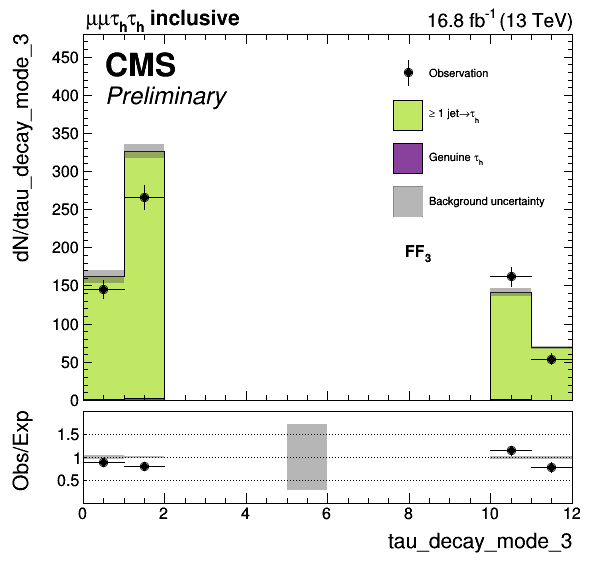 μμτhτh inclusive
16.8 fb-1 (13 TeV)
CMS
Preliminary
dN/dtau_decay_mode_3
450
400
350
300
250
200
150
100
50
0
Observation
≥ 1 jet→τh
Genuine τh
Background uncertainty
FF3
Obs/Exp
1.5
1
0.5
0 2 4 6 8 10 12
tau_decay_mode_3